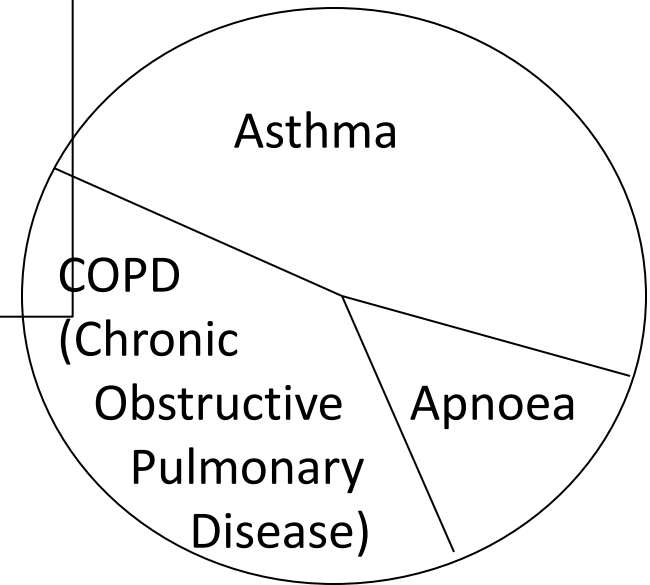 Asthma
COPD
(Chronic
Obstructive
Pulmonary
Disease)
Apnoea